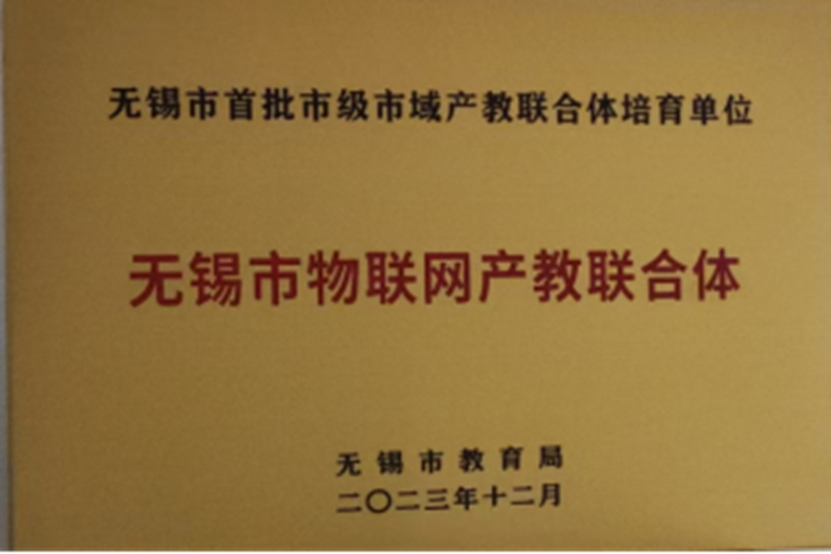 无锡市首批市级市域产教联合体培育单位
无锡市物联网产教联合体
无锡市教育局
二〇二三年十二月